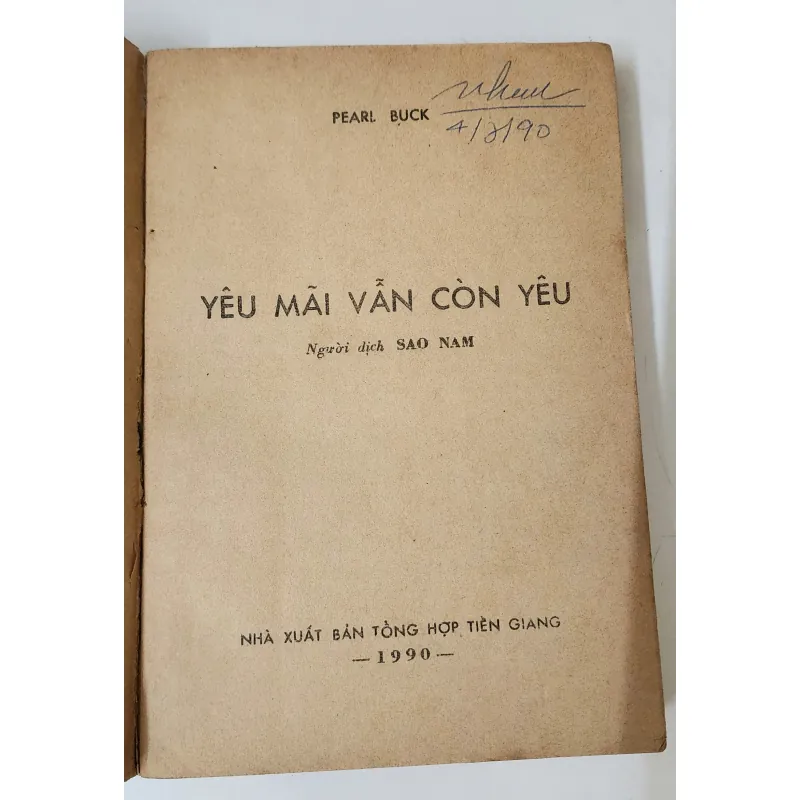 PEARL BUCK
4/8/90
YÊU MÃI VẪN CÒN YÊU
Người dịch SAO NAM
NHÀ XUẤT BẢN TỔNG HỢP TIỀN GIANG
— 1990 —